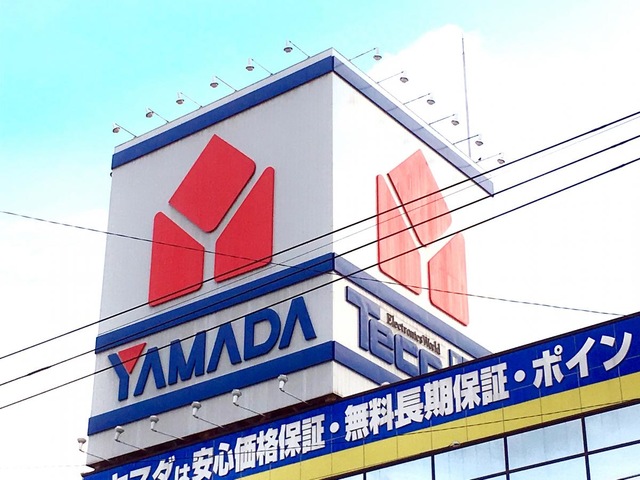 YAMADA
Electronics World
Tecc
ヤマダは安心価格保証・無料長期保証・ポイン